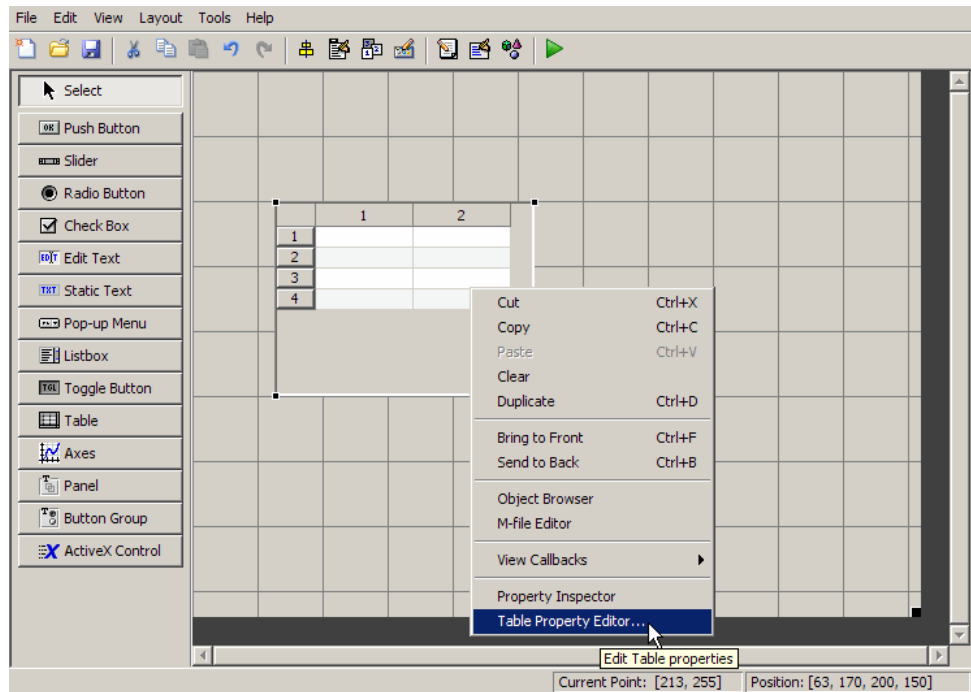 File Edit View Layout Tools Help
Select
OK Push Button
Slider
Radio Button
Check Box
EDIT Edit Text
TXT Static Text
Pop-up Menu
Listbox
TGL Toggle Button
Table
Axes
Panel
Button Group
ActiveX Control
1 2
1
2
3
4
Cut Ctrl+X
Copy Ctrl+C
Paste Ctrl+V
Clear
Duplicate Ctrl+D
Bring to Front Ctrl+F
Send to Back Ctrl+B
Object Browser
M-file Editor
View Callbacks
Property Inspector
Table Property Editor...
Edit Table properties
Current Point: [213, 255] Position: [63, 170, 200, 150]